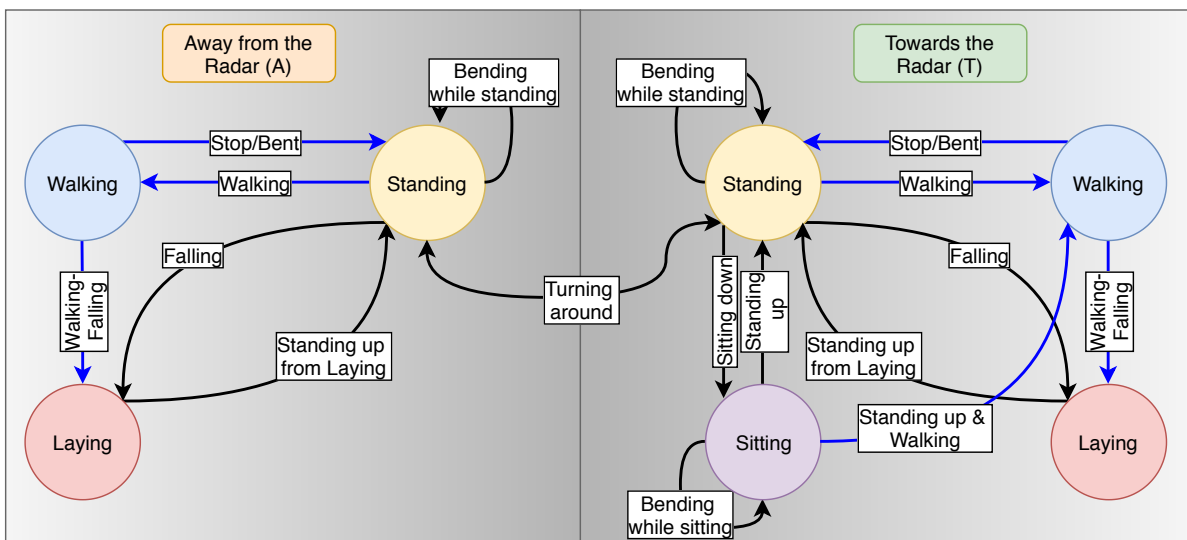 Away from the
Radar (A)
Towards the
Radar (T)
Bending
while standing
Bending
while standing
Stop/Bent
Stop/Bent
Walking
Walking
Standing
Standing
Walking
Walking
Falling
Falling
Walking-
Falling
Turning
around
Sitting down
Standing
up
Walking-
Falling
Standing up
from Laying
Standing up
from Laying
Laying
Sitting
Standing up &
Walking
Laying
Bending
while sitting